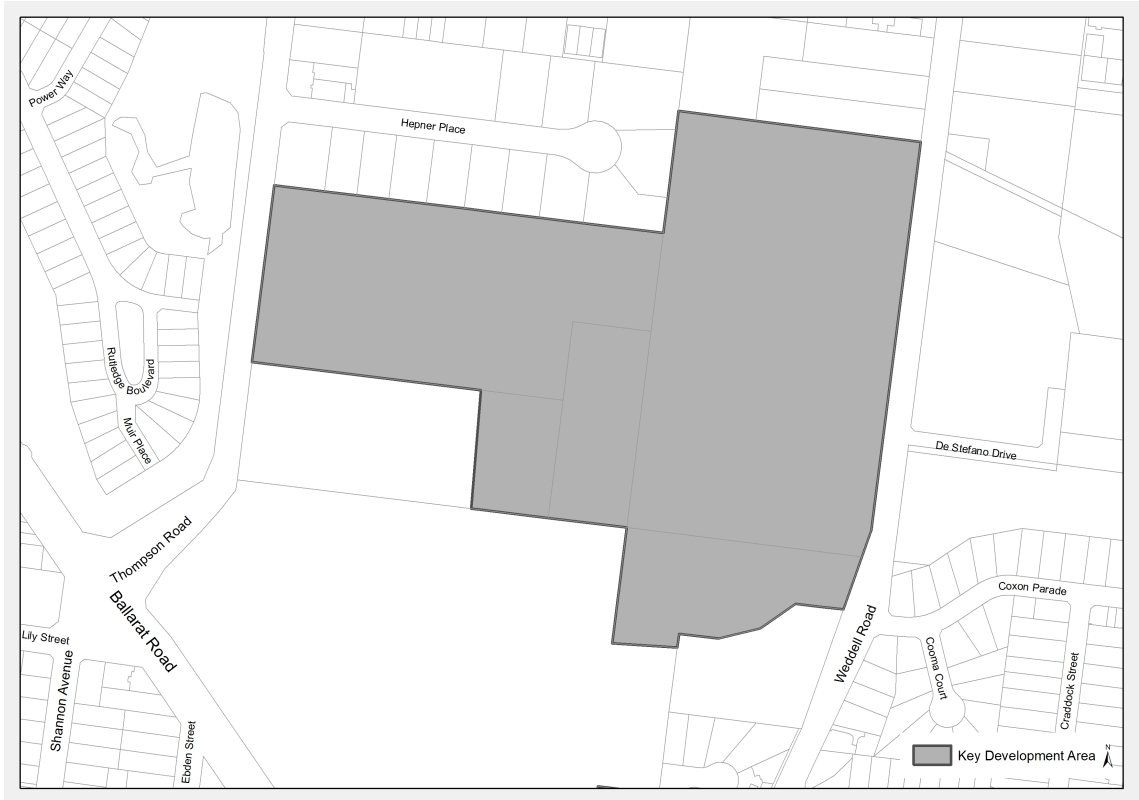 Power Way
Hepner Place
Rutledge Boulevard
Muir Place
De Stefano Drive
Thompson Road
Ballarat Road
Coxon Parade
Lily Street
Shannon Avenue
Weddell Road
Cooma Court
Craddock Street
Ebden Street
Key Development Area
N